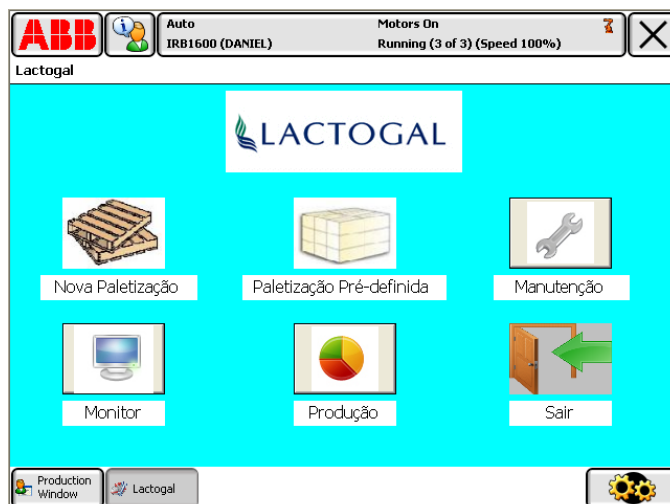 ABB
Auto
IRB1600 (DANIEL)
Motors On
Running (3 of 3) (Speed 100%)
Lactogal
LACTOGAL
Nova Paletização
Paletização Pré-definida
Manutenção
Monitor
Produção
Sair
Production
Window
Lactogal